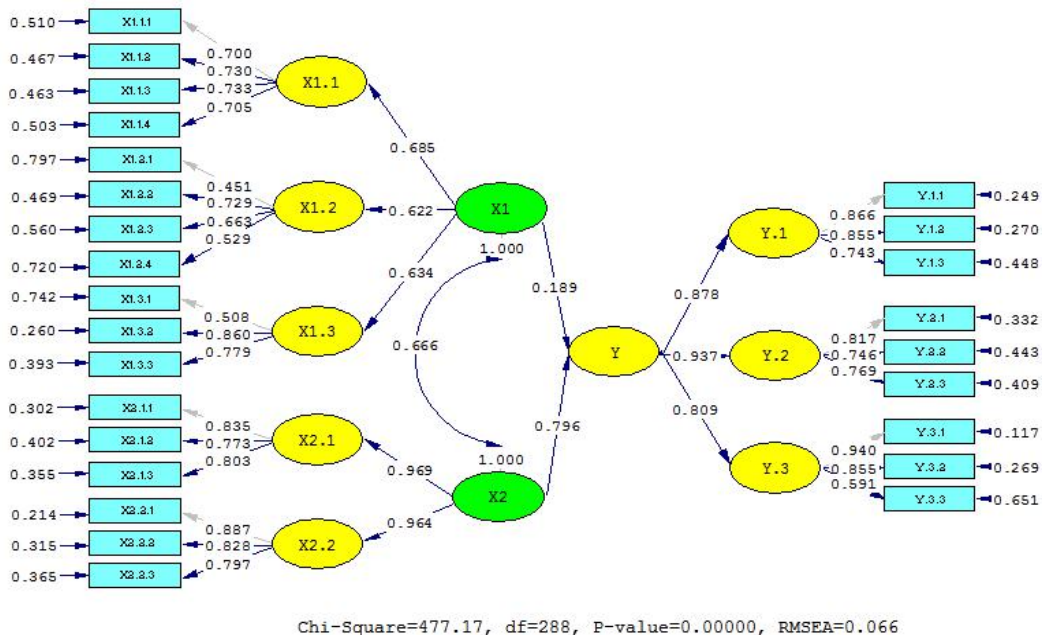 0.510 X1.1.1
0.467 X1.1.2 0.700
0.730
0.463 X1.1.3 0.733 X1.1
0.705
0.503 X1.1.4
0.685
0.797 X1.2.1
0.469 X1.2.2 0.451
0.729 X1.2 0.622 X1
0.560 X1.2.3 0.663
0.529
0.720 X1.2.4
1.000
0.634 0.189
0.742 X1.3.1
0.260 X1.3.2 0.508
0.860 X1.3
0.393 X1.3.3 0.779
0.666
0.302 X2.1.1
0.402 X2.1.2 0.835
0.773 X2.1
0.355 X2.1.3 0.803
1.000
0.969 0.796
X2
0.214 X2.2.1
0.964
0.315 X2.2.2 0.887
0.828 X2.2
0.365 X2.2.3 0.797
Y
Y.1.1 0.249
0.866
Y.1 0.855 Y.1.2 0.270
0.743
Y.1.3 0.448
0.878
Y.2.1 0.332
0.817
0.937 Y.2 0.746 Y.2.2 0.443
0.769
Y.2.3 0.409
0.809
Y.3.1 0.117
0.940
Y.3 0.855 Y.3.2 0.269
0.591
Y.3.3 0.651
Chi-Square=477.17, df=288, P-value=0.00000, RMSEA=0.066